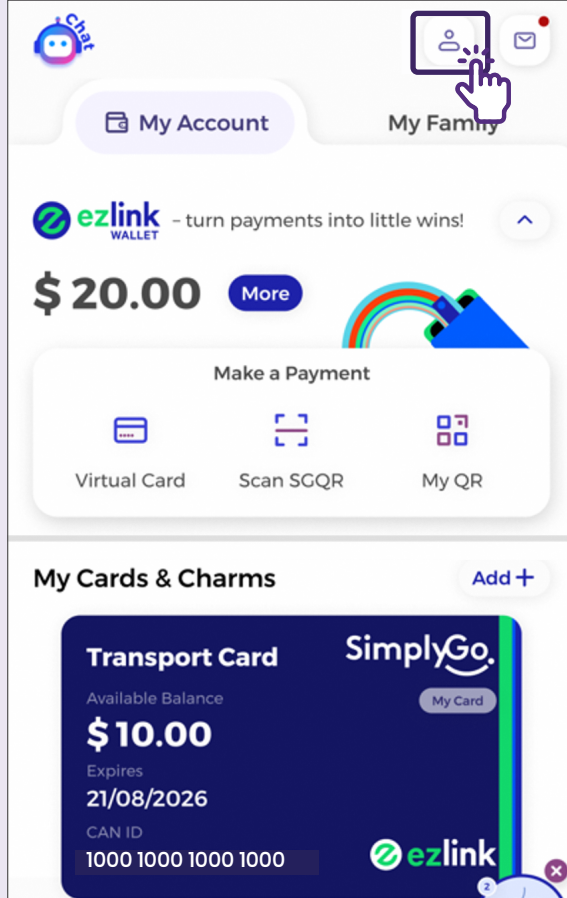 Chat
My Account
My Family
ezlink WALLET – turn payments into little wins!
$ 20.00 More
Make a Payment
Virtual Card Scan SGQR My QR
My Cards & Charms Add +
Transport Card SimplyGo.
Available Balance My Card
$ 10.00
Expires
21/08/2026
CAN ID
1000 1000 1000 1000 ezlink
2